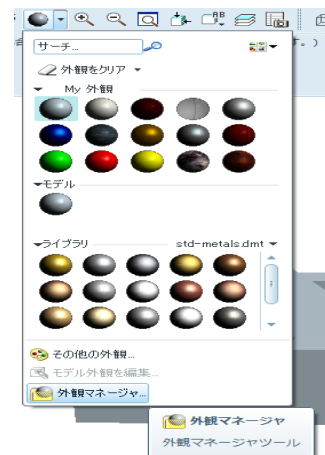 サーチ...
外観をクリア
My 外観
モデル
ライブラリ std-metals.dmt
その他の外観...
モデル外観を編集...
外観マネージャ...
外観マネージャ
外観マネージャツール